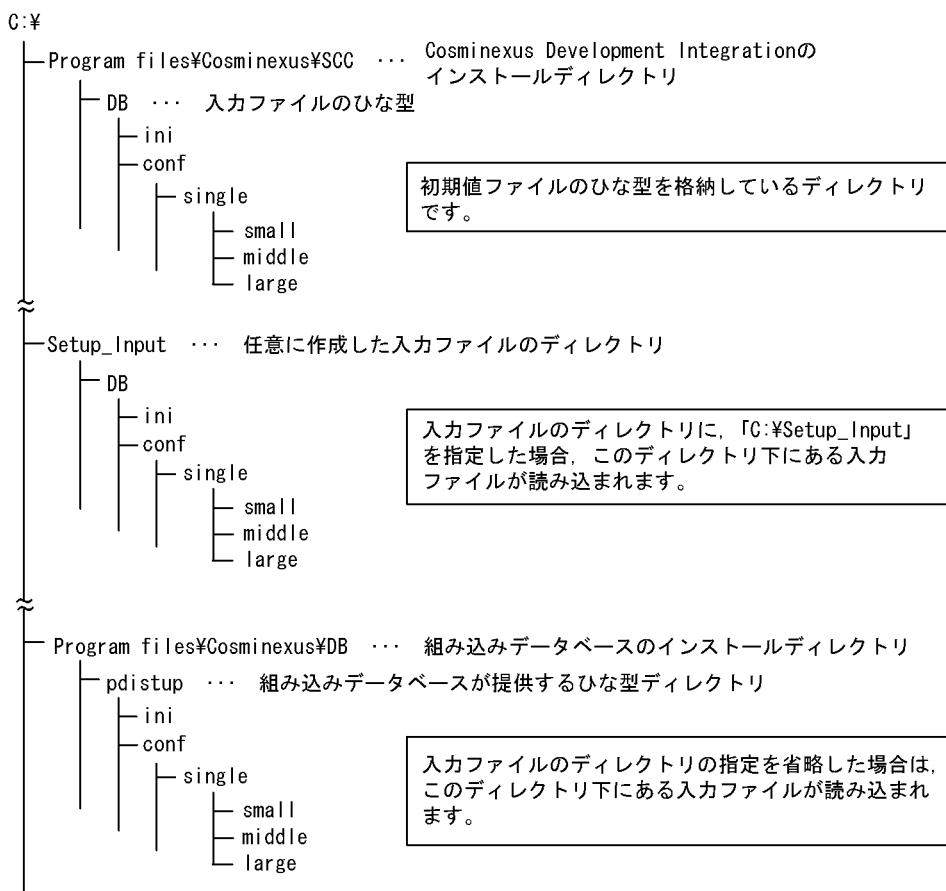 C:¥
Program files¥Cosminexus¥SCC ··· Cosminexus Development Integrationの
インストールディレクトリ
DB ··· 入力ファイルのひな型
ini
conf
single
初期値ファイルのひな型を格納しているディレクトリ
です。
small
middle
large
Setup_Input ··· 任意に作成した入力ファイルのディレクトリ
DB
ini
conf
single
入力ファイルのディレクトリに，「C:¥Setup_Input」
を指定した場合，このディレクトリ下にある入力
ファイルが読み込まれます。
small
middle
large
Program files¥Cosminexus¥DB ··· 組み込みデータベースのインストールディレクトリ
pdistup ··· 組み込みデータベースが提供するひな型ディレクトリ
ini
conf
single
入力ファイルのディレクトリの指定を省略した場合は，
このディレクトリ下にある入力ファイルが読み込まれ
ます。
small
middle
large